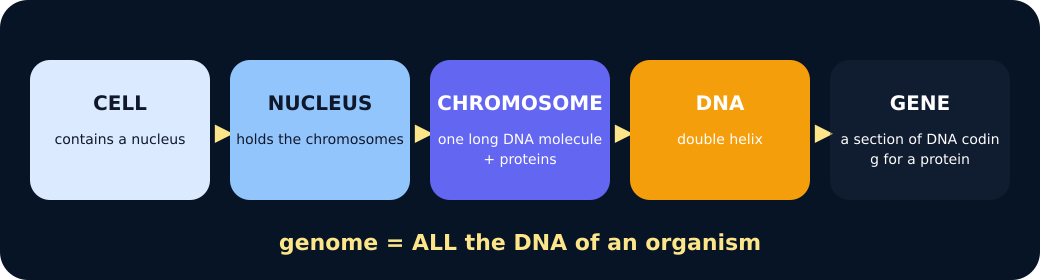 CELL
contains a nucleus
NUCLEUS
holds the chromosomes
CHROMOSOME
one long DNA molecule
+ proteins
DNA
double helix
GENE
a section of DNA codin
g for a protein
genome = ALL the DNA of an organism